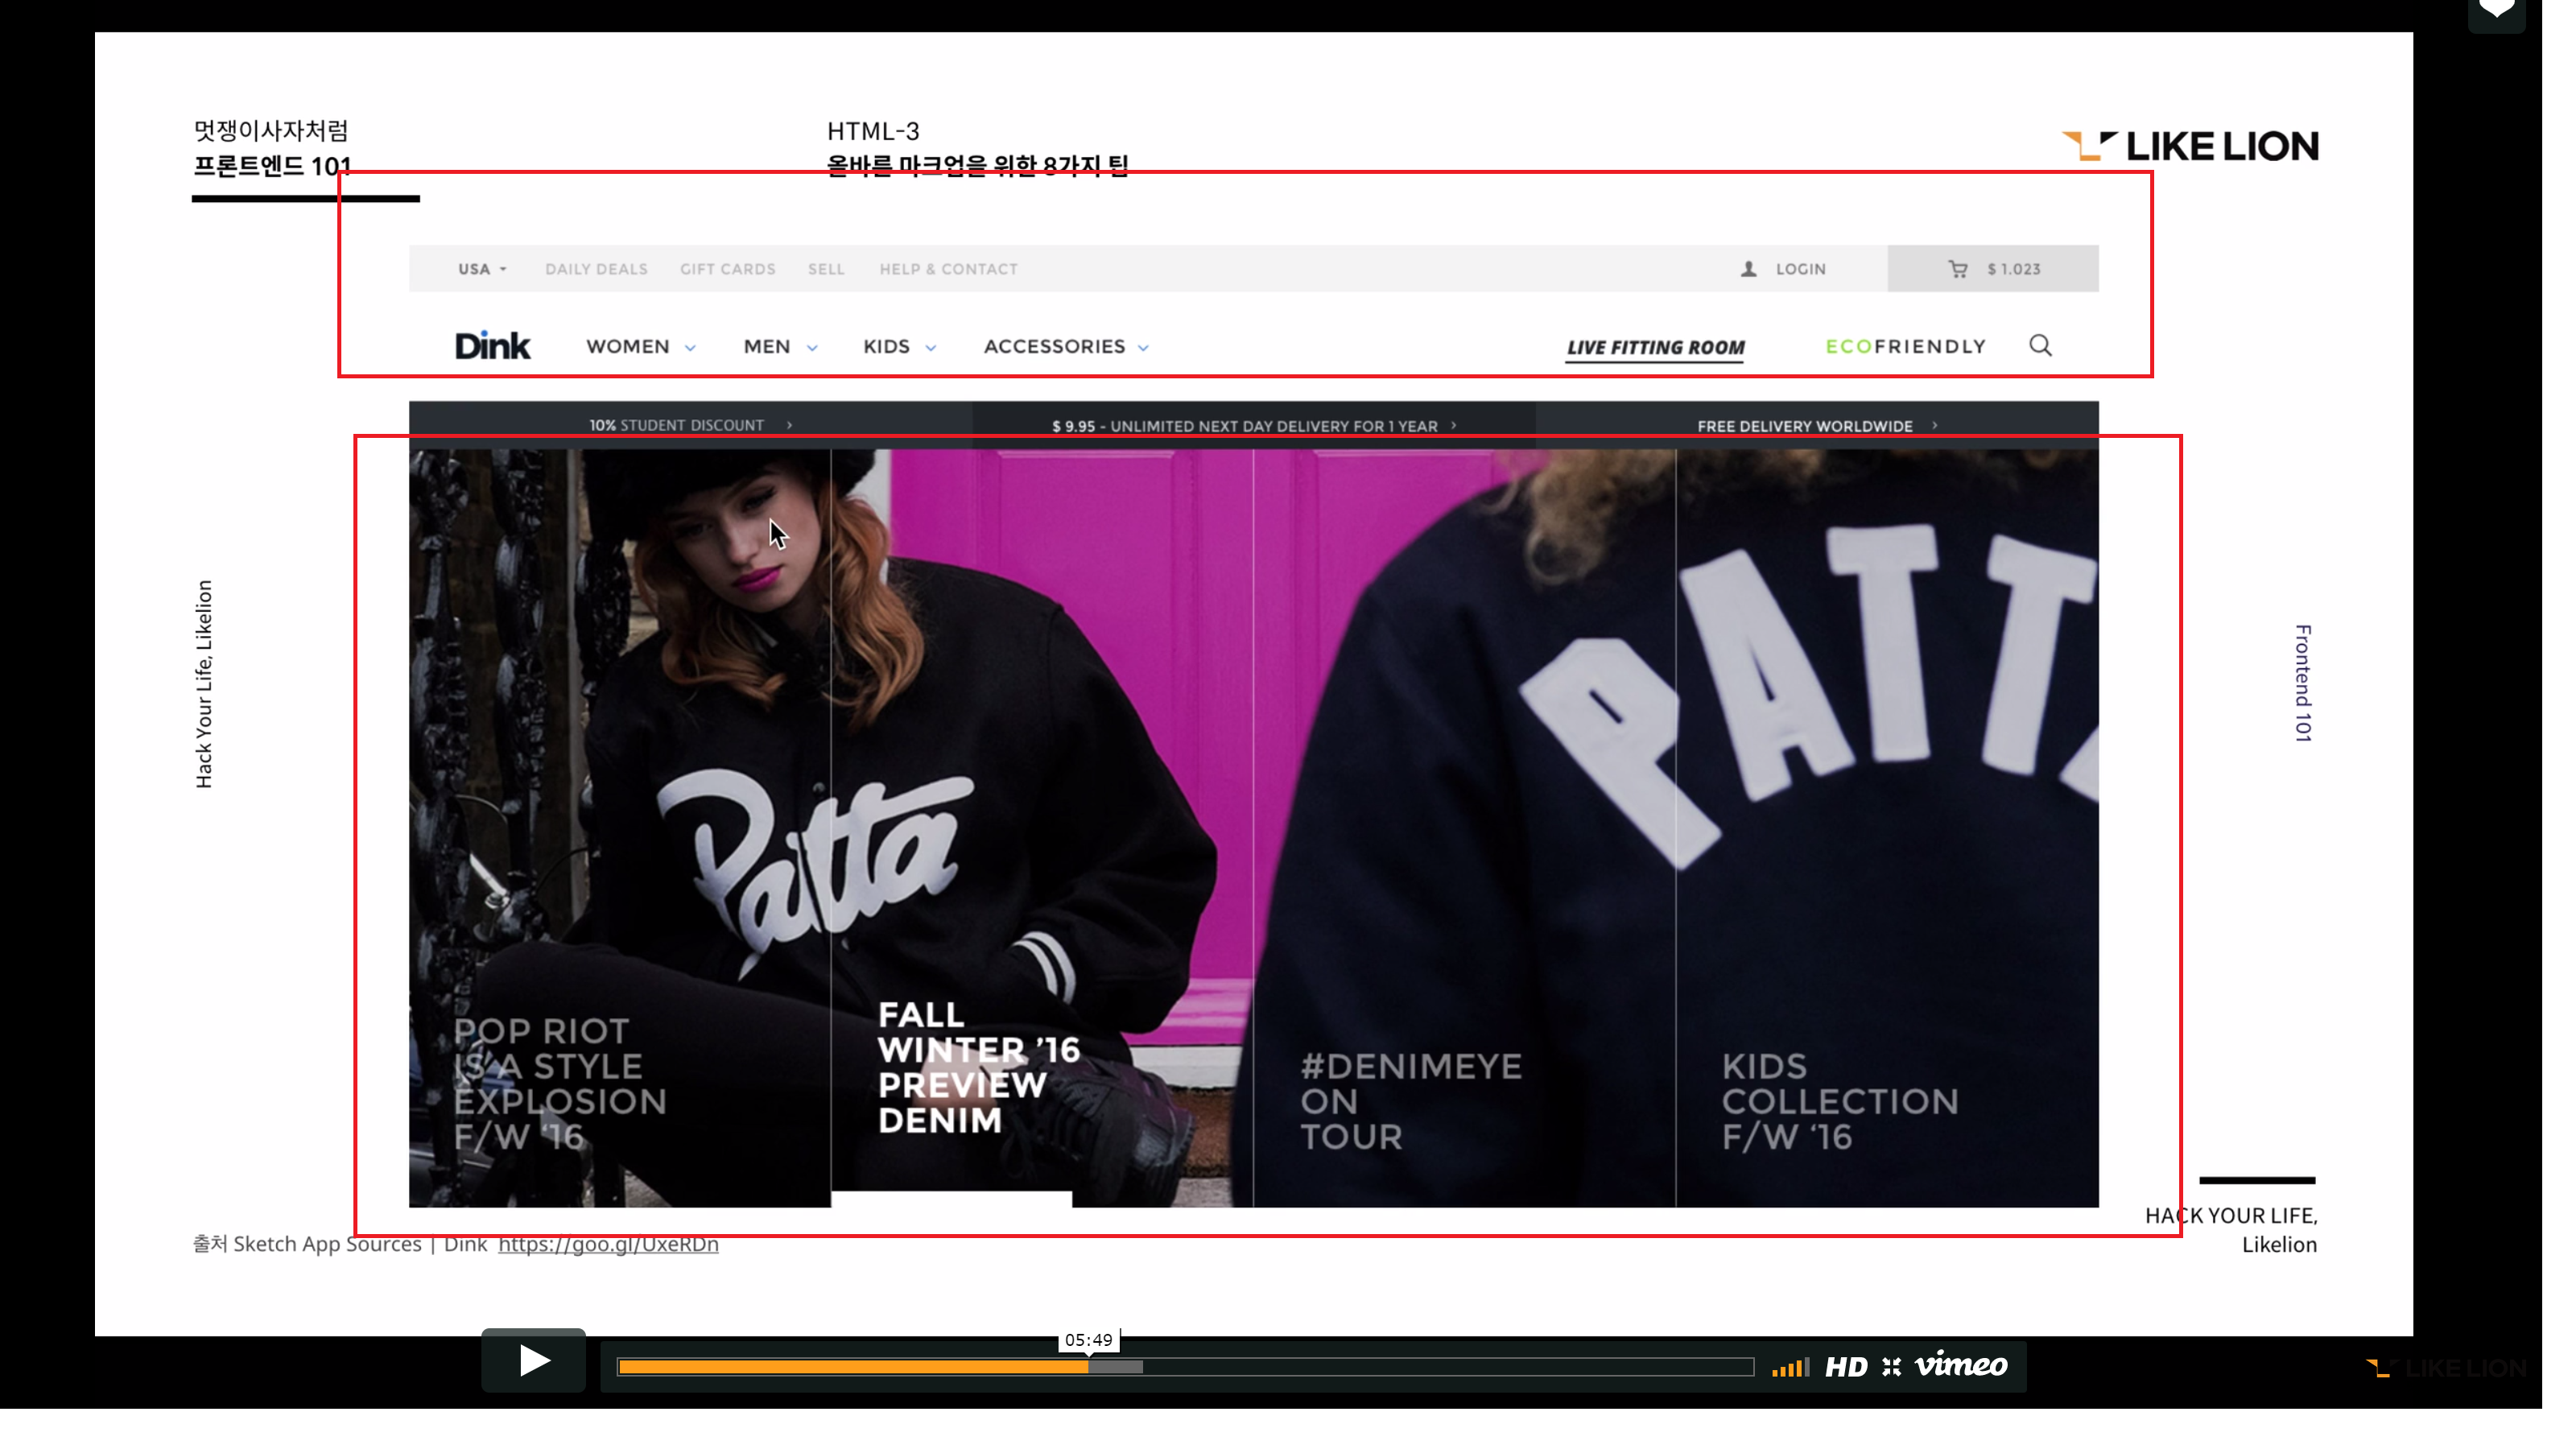 멋쟁이사자처럼
프론트엔드 101
HTML-3
올바른 마크업을 위한 8가지 팁
LIKE LION
USA DAILY DEALS GIFT CARDS SELL HELP & CONTACT LOGIN $ 1.023
Dink WOMEN MEN KIDS ACCESSORIES LIVE FITTING ROOM ECOFRIENDLY
10% STUDENT DISCOUNT › $ 9.95 - UNLIMITED NEXT DAY DELIVERY FOR 1 YEAR › FREE DELIVERY WORLDWIDE ›
Hack Your Life, Likelion
PATT
Patta
Frontend 101
POP RIOT
IS A STYLE
EXPLOSION
F/W ‘16
FALL
WINTER ’16
PREVIEW
DENIM
#DENIMEYE
ON
TOUR
KIDS
COLLECTION
F/W ‘16
HACK YOUR LIFE,
Likelion
출처 Sketch App Sources | Dink https://goo.gl/UxeRDn
05:49
HD vimeo
LIKE LION